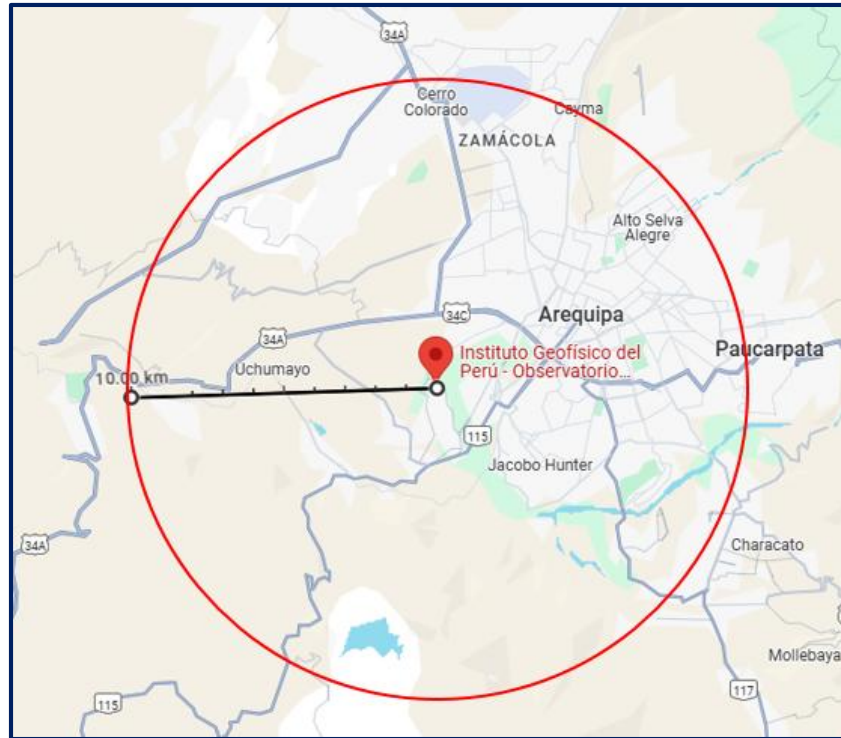 34A
Cerro
Colorado
Cayma
ZAMÁCOLA
Alto Selva
Alegre
34C
Arequipa
34A
Instituto Geofísico del
Perú - Observatorio...
Paucarpata
Uchumayo
10.00 km
115
Jacobo Hunter
34A
Characato
Mollebaya
117
115